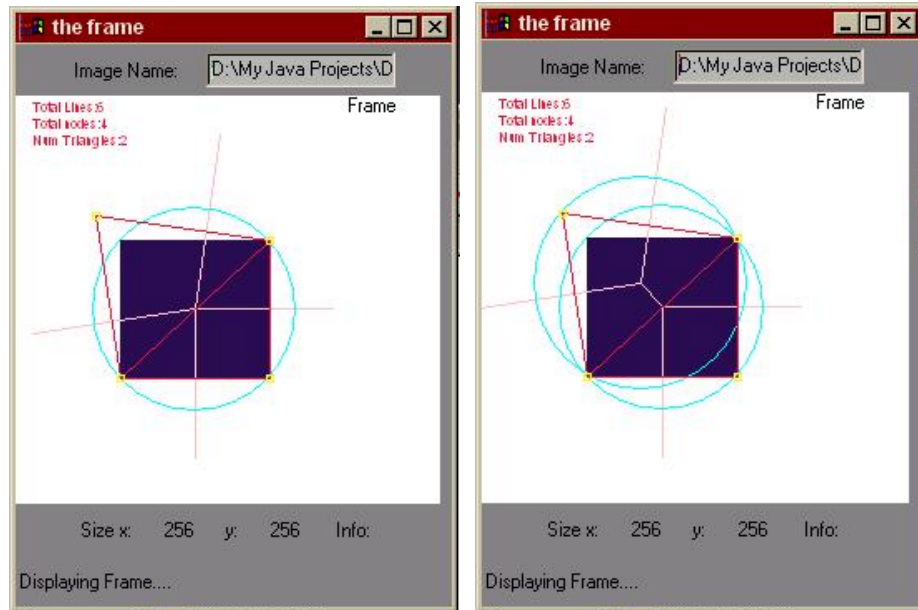 the frame
Image Name: D:\My Java Projects\D
Total Lines :6
Total nodes :4
Num Triangles :2
Frame
Size x: 256 y: 256 Info:
Displaying Frame....
the frame
Image Name: D:\My Java Projects\D
Total Lines :6
Total nodes :4
Num Triangles :2
Frame
Size x: 256 y: 256 Info:
Displaying Frame....